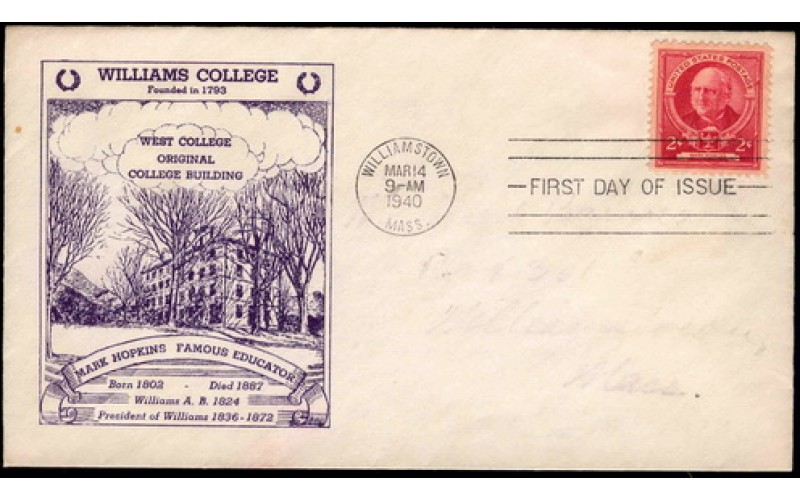 WILLIAMS COLLEGE
Founded in 1793
WEST COLLEGE
ORIGINAL
COLLEGE BUILDING
MARK HOPKINS FAMOUS EDUCATOR
Born 1802 - Died 1887
Williams A. B. 1824
President of Williams 1836-1872
WILLIAMSTOWN
MAR 14
9-AM
1940
MASS.
UNITED STATES POSTAGE
2¢ 2¢
FIRST DAY OF ISSUE
Mass.